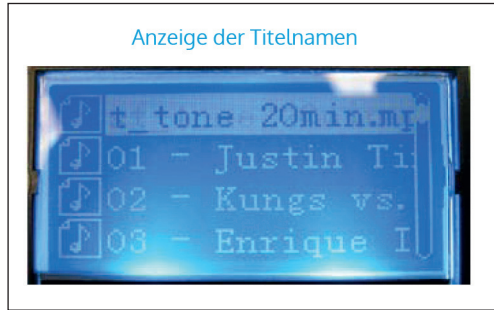 Anzeige der Titelnamen
t_tone 20min.mp
01 - Justin Ti
02 - Kungs vs.
03 - Enrique I